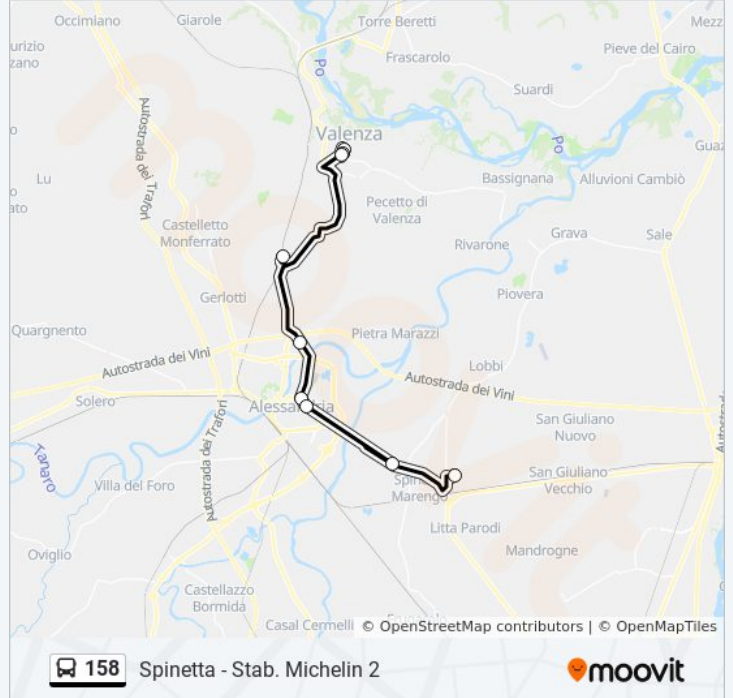 Occimiano
Giarole
Torre Beretti
Mezz
urizio
zano
Frascarolo
Pieve del Cairo
Po
Suardi
Autostrada dei Trafori
Valenza
Po
Guaz
Lu
ato
Bassignana
Alluvioni Cambiò
Pecetto di
Valenza
Castelletto
Monferrato
Grava
Sale
Rivarone
Gerlotti
Piovera
Quargnento
Pietra Marazzi
Autostrada dei Vini
Lobbi
Autostrada dei Vini
Solero
Alessandria
San Giuliano
Nuovo
Autostrada
Tanaro
Autostrada dei Trafori
Villa del Foro
Marengo
San Giuliano
Vecchio
Litta Parodi
Mandrogne
Oviglio
Castellazzo
Bormida
Casal Cermelli
© OpenStreetMap contributors | © OpenMapTiles
158 Spinetta - Stab. Michelin 2
moovit